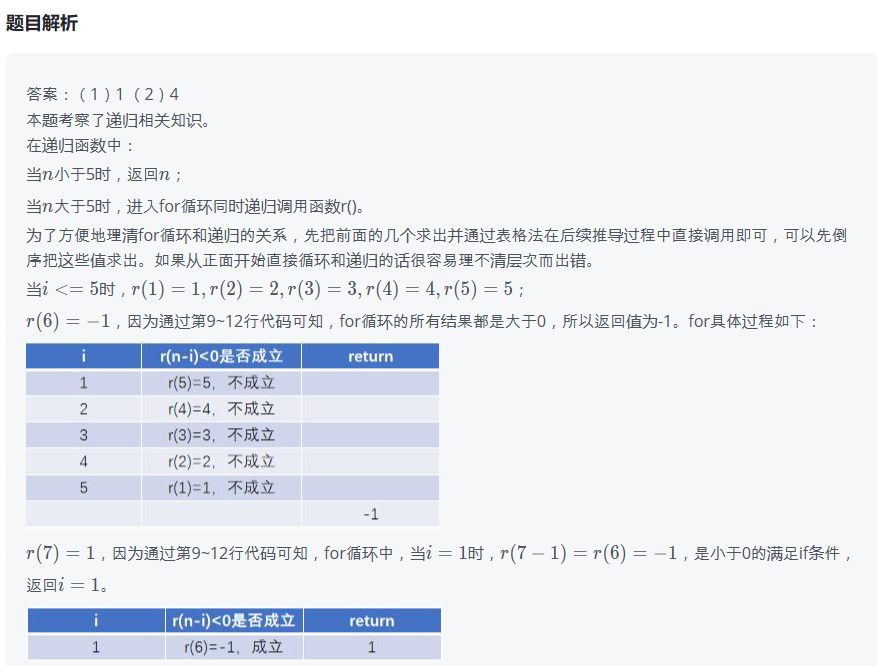 题目解析
答案：（1）1 （2）4
本题考察了递归相关知识。
在递归函数中：
当n小于5时，返回n；
当n大于5时，进入for循环同时递归调用函数r()。
为了方便地理清for循环和递归的关系，先把前面的几个求出并通过表格法在后续推导过程中直接调用即可，可以先倒
序把这些值求出。如果从正面开始直接循环和递归的话很容易理不清层次而出错。
当i <= 5时，r(1) = 1, r(2) = 2, r(3) = 3, r(4) = 4, r(5) = 5；
r(6) = −1，因为通过第9~12行代码可知，for循环的所有结果都是大于0，所以返回值为-1。for具体过程如下：
i r(n-i)<0是否成立 return
1 r(5)=5，不成立
2 r(4)=4，不成立
3 r(3)=3，不成立
4 r(2)=2，不成立
5 r(1)=1，不成立
-1
r(7) = 1，因为通过第9~12行代码可知，for循环中，当i = 1时，r(7 − 1) = r(6) = −1，是小于0的满足if条件，
返回i = 1。
i r(n-i)<0是否成立 return
1 r(6)=-1，成立 1